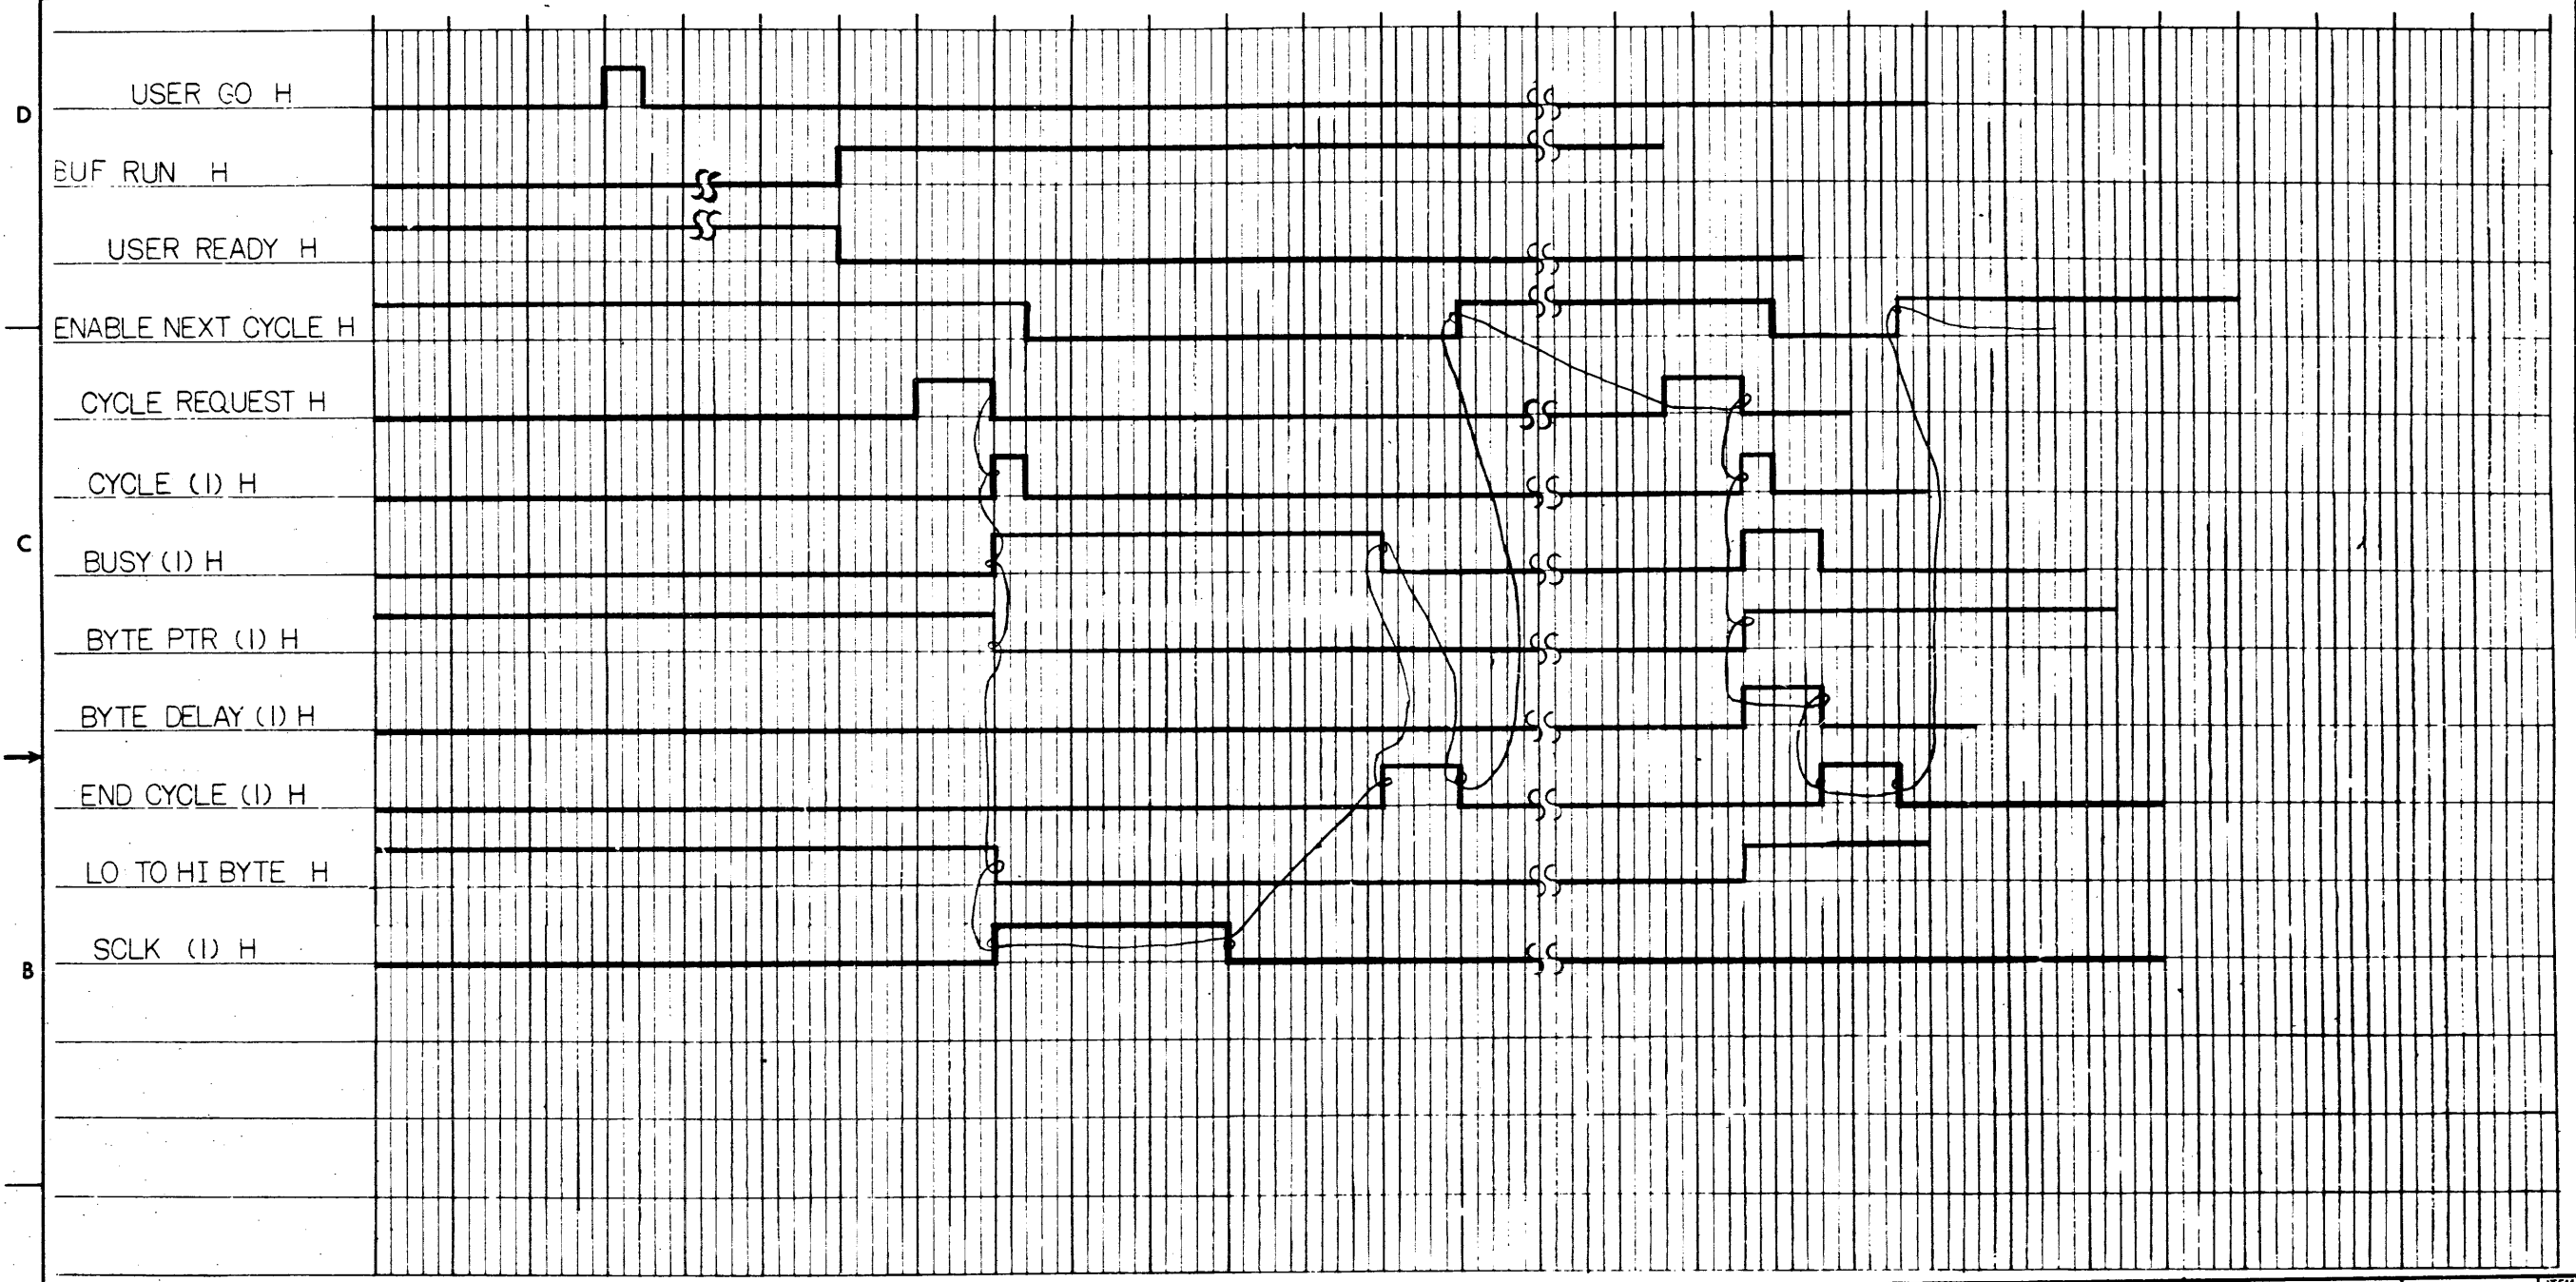 D
USER GO H
BUF RUN H
USER READY H
ENABLE NEXT CYCLE H
CYCLE REQUEST H
CYCLE (1) H
C
BUSY (1) H
BYTE PTR (1) H
BYTE DELAY (1) H
END CYCLE (1) H
LO TO HI BYTE H
SCLK (1) H
B